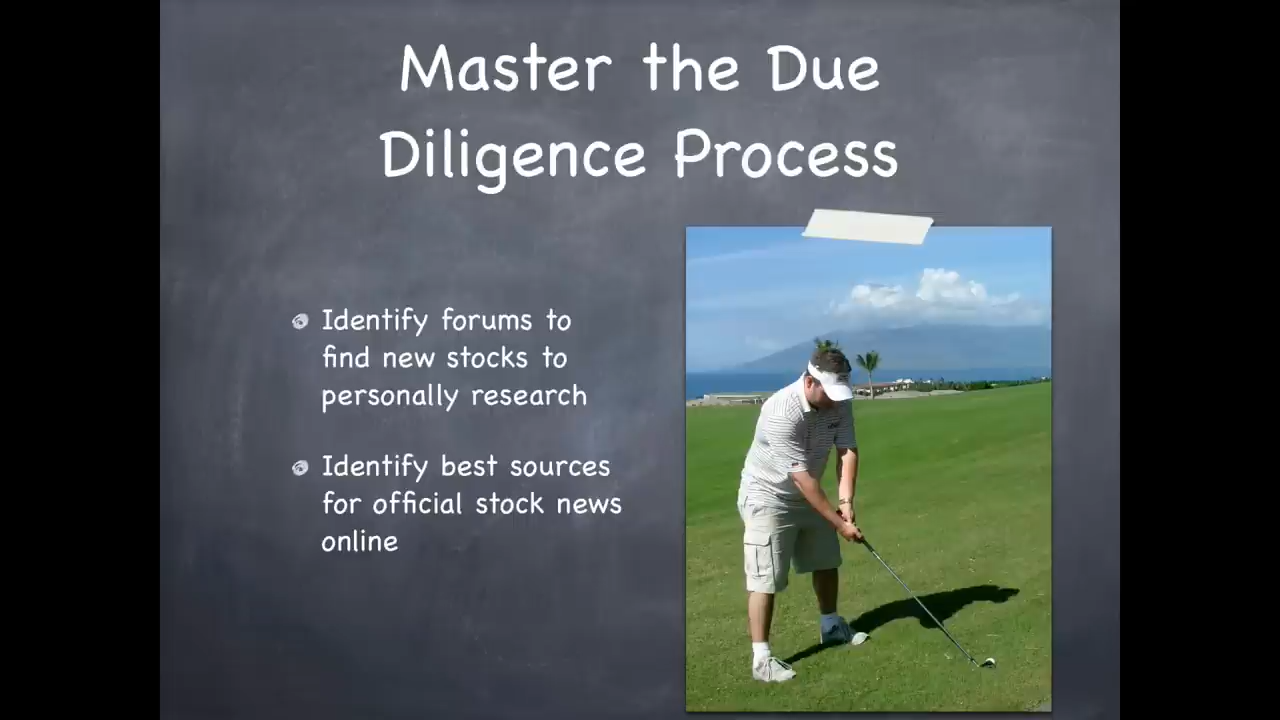 Master the Due
Diligence Process
Identify forums to
find new stocks to
personally research
Identify best sources
for official stock news
online